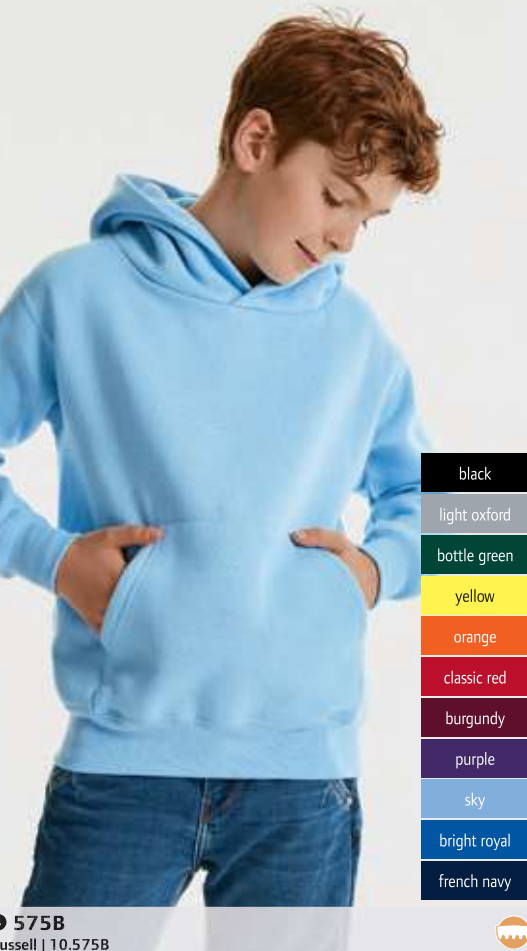 black
light oxford
bottle green
yellow
orange
classic red
burgundy
purple
sky
bright royal
french navy
575B
ussell | 10.575B